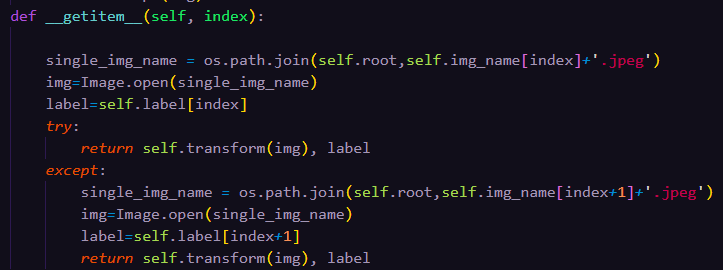 def __getitem__(self, index):
single_img_name = os.path.join(self.root,self.img_name[index]+'.jpeg')
img=Image.open(single_img_name)
label=self.label[index]
try:
return self.transform(img), label
except:
single_img_name = os.path.join(self.root,self.img_name[index+1]+'.jpeg')
img=Image.open(single_img_name)
label=self.label[index+1]
return self.transform(img), label